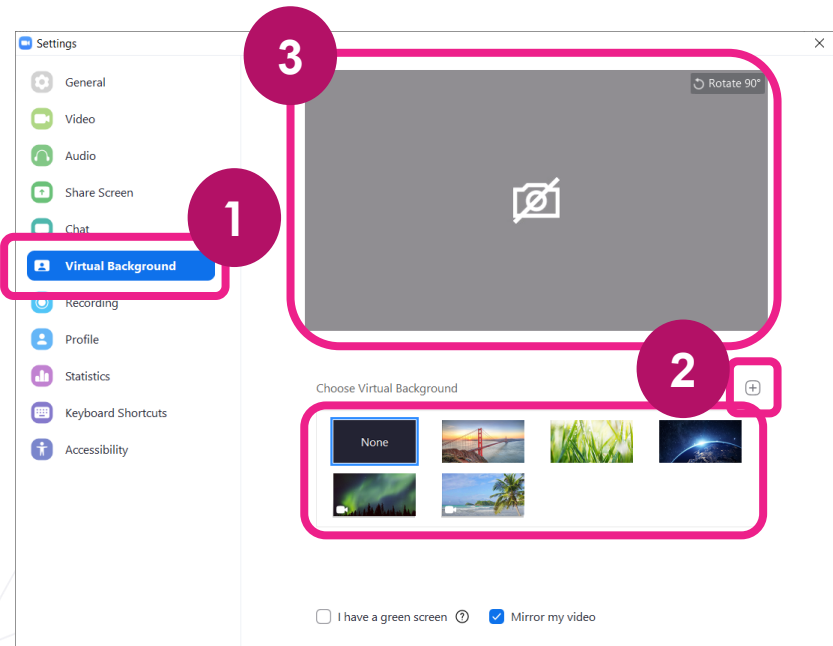 Settings
General
Video
Audio
Share Screen
Chat
Virtual Background
Recording
Profile
Statistics
Keyboard Shortcuts
Accessibility
1
3
Rotate 90°
2
Choose Virtual Background
None
I have a green screen ?
Mirror my video